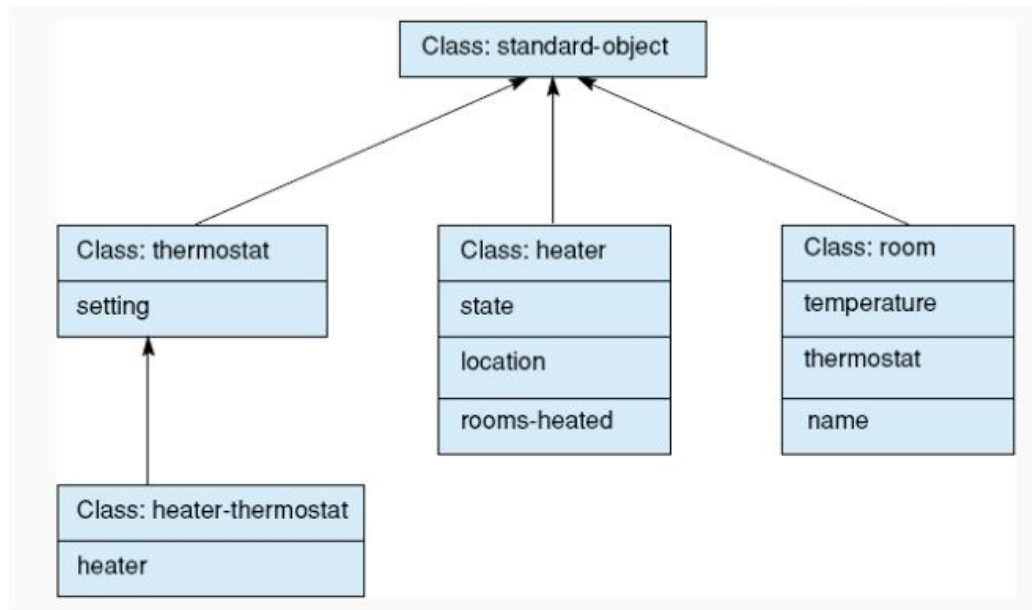 Class: standard-object
Class: thermostat
setting
Class: heater
state
location
rooms-heated
Class: room
temperature
thermostat
name
Class: heater-thermostat
heater